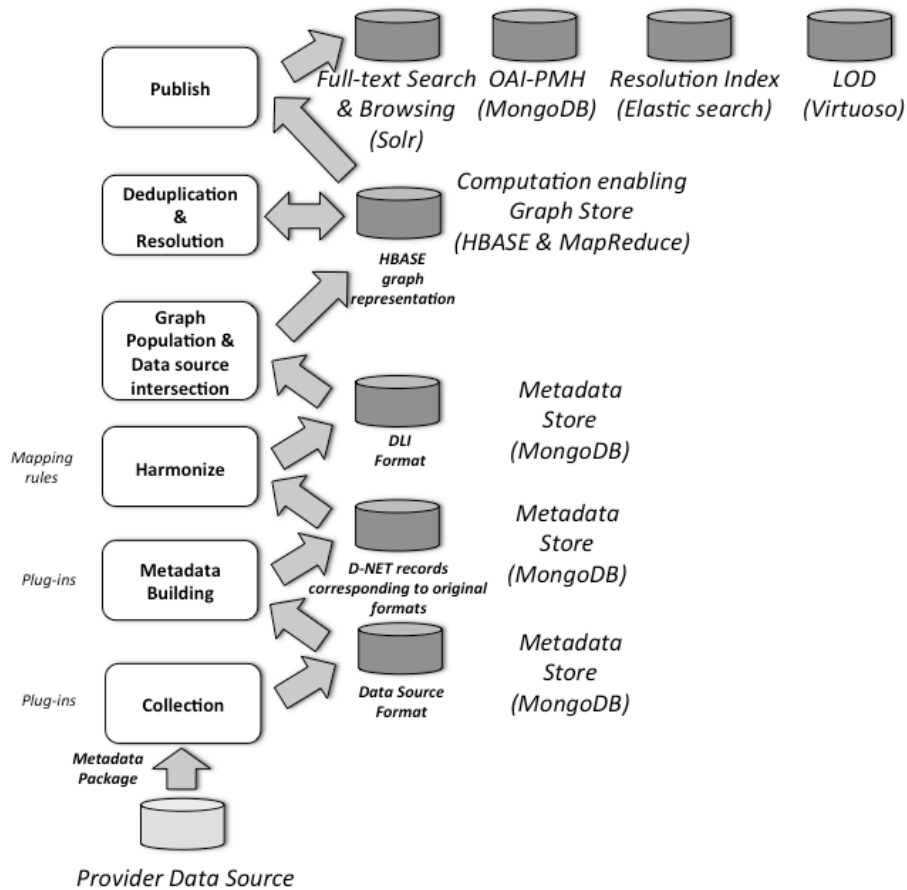 Publish
Full-text Search
& Browsing
(Solr)
OAI-PMH
(MongoDB)
Resolution Index
(Elastic search)
LOD
(Virtuoso)
Deduplication
&
Resolution
HBASE
graph
representation
Computation enabling
Graph Store
(HBASE & MapReduce)
Graph
Population &
Data source
intersection
DLI
Format
Metadata
Store
(MongoDB)
Mapping
rules
Harmonize
D-NET records
corresponding to original
formats
Metadata
Store
(MongoDB)
Plug-ins
Metadata
Building
Data Source
Format
Metadata
Store
(MongoDB)
Plug-ins
Collection
Metadata
Package
Provider Data Source